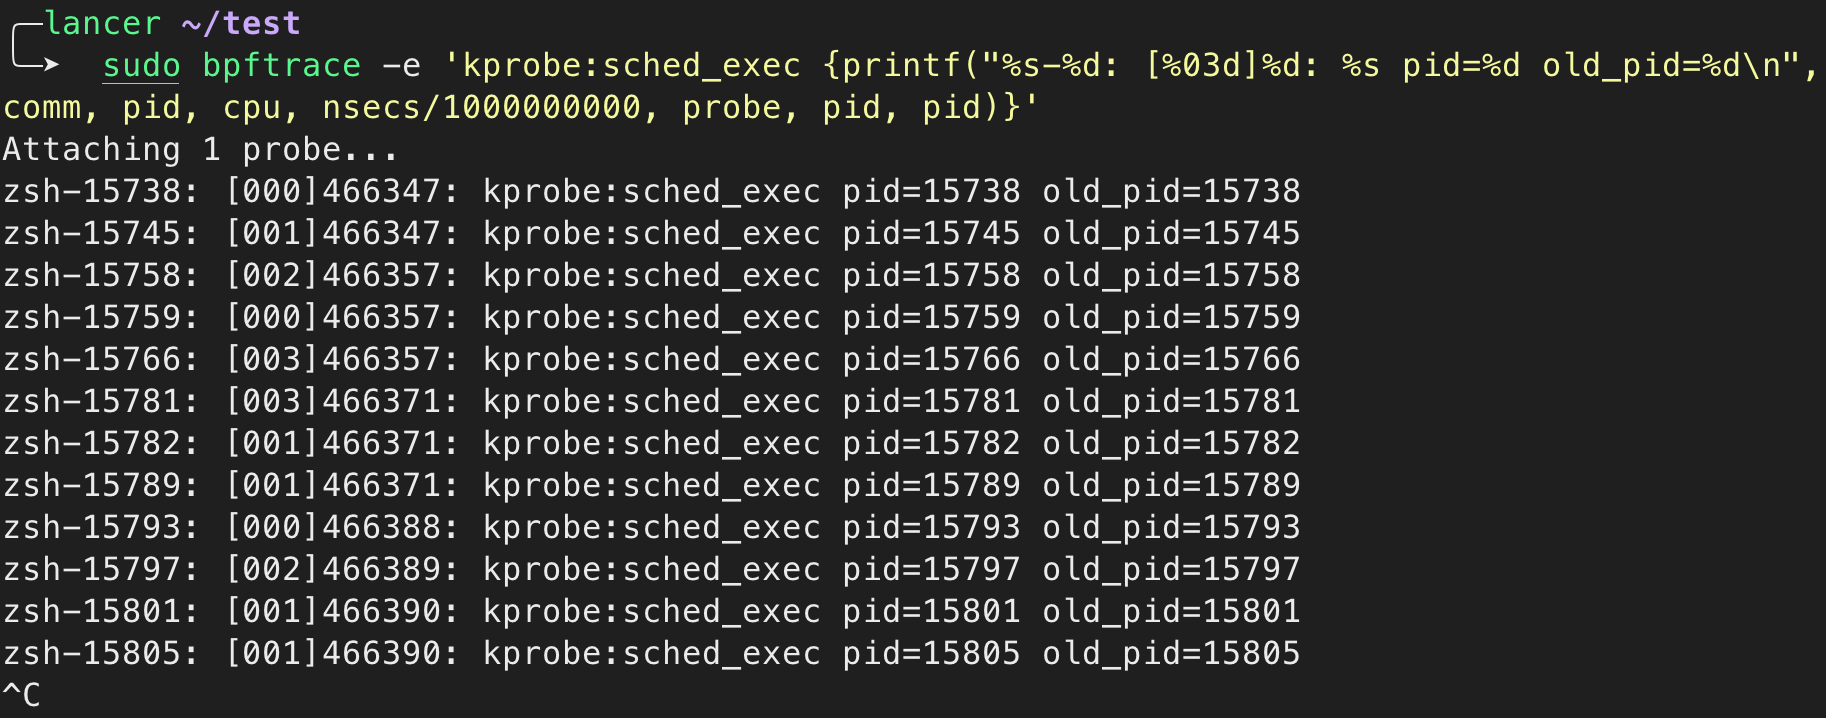 lancer ~/test
sudo bpftrace -e 'kprobe:sched_exec {printf("%s-%d: [%03d]%d: %s pid=%d old_pid=%d\n",
comm, pid, cpu, nsecs/1000000000, probe, pid, pid)}'
Attaching 1 probe...
zsh-15738: [000]466347: kprobe:sched_exec pid=15738 old_pid=15738
zsh-15745: [001]466347: kprobe:sched_exec pid=15745 old_pid=15745
zsh-15758: [002]466357: kprobe:sched_exec pid=15758 old_pid=15758
zsh-15759: [000]466357: kprobe:sched_exec pid=15759 old_pid=15759
zsh-15766: [003]466357: kprobe:sched_exec pid=15766 old_pid=15766
zsh-15781: [003]466371: kprobe:sched_exec pid=15781 old_pid=15781
zsh-15782: [001]466371: kprobe:sched_exec pid=15782 old_pid=15782
zsh-15789: [001]466371: kprobe:sched_exec pid=15789 old_pid=15789
zsh-15793: [000]466388: kprobe:sched_exec pid=15793 old_pid=15793
zsh-15797: [002]466389: kprobe:sched_exec pid=15797 old_pid=15797
zsh-15801: [001]466390: kprobe:sched_exec pid=15801 old_pid=15801
zsh-15805: [001]466390: kprobe:sched_exec pid=15805 old_pid=15805
^C